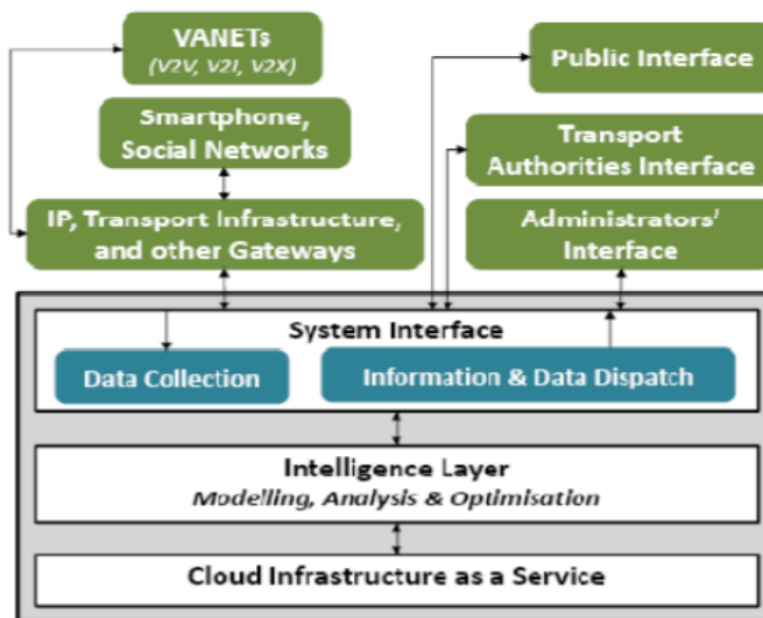 VANETs
(V2V, V2I, V2X)
Smartphone,
Social Networks
IP, Transport Infrastructure,
and other Gateways
Public Interface
Transport
Authorities Interface
Administrators'
Interface
System Interface
Data Collection
Information & Data Dispatch
Intelligence Layer
Modelling, Analysis & Optimisation
Cloud Infrastructure as a Service